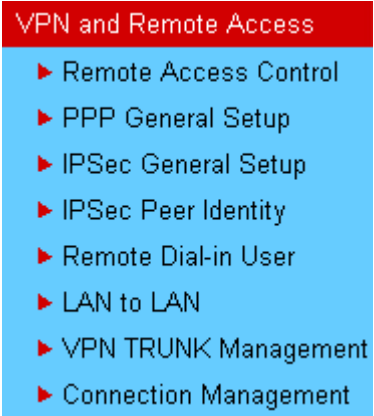 VPN and Remote Access
Remote Access Control
PPP General Setup
IPSec General Setup
IPSec Peer Identity
Remote Dial-in User
LAN to LAN
VPN TRUNK Management
Connection Management